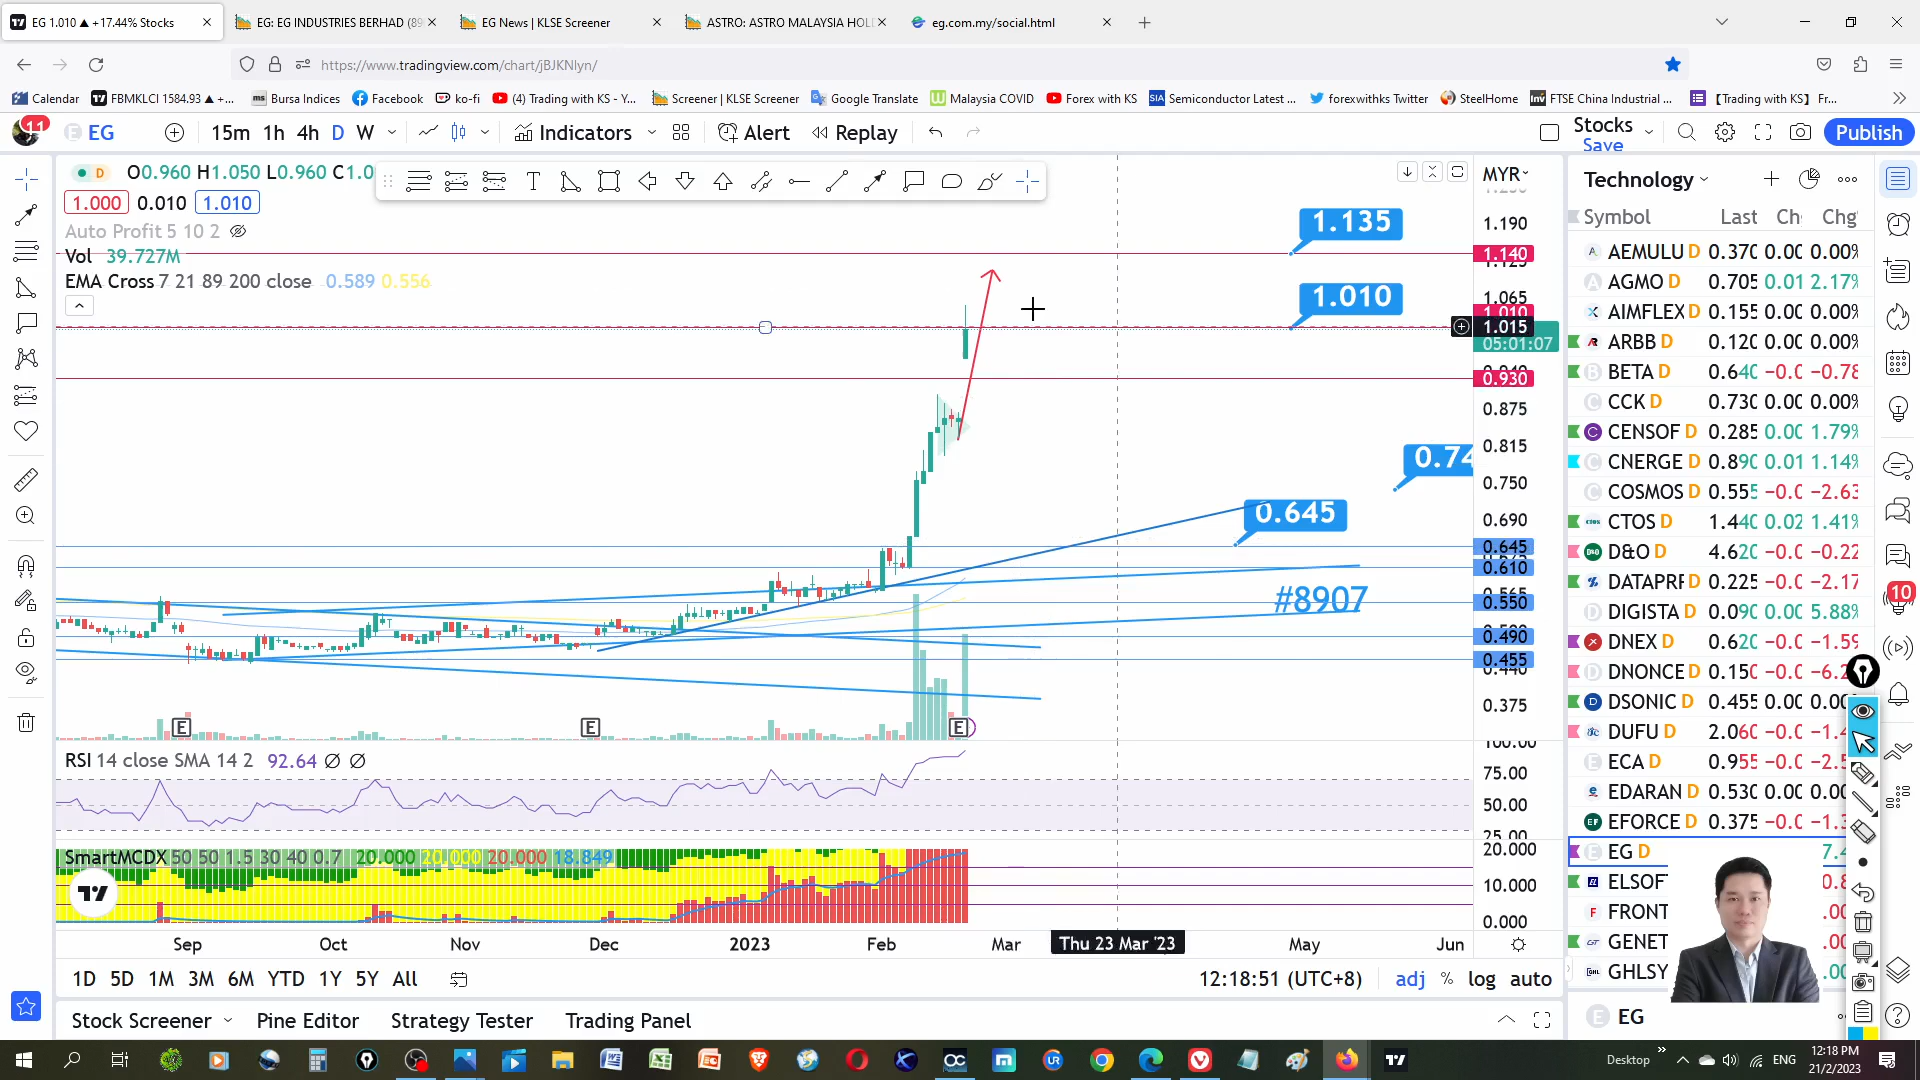 EG 1.010 ▲ +17.44% Stocks
EG: EG INDUSTRIES BERHAD (89
EG News | KLSE Screener
ASTRO: ASTRO MALAYSIA HOL
eg.com.my/social.html
https://www.tradingview.com/chart/jBJKNlyn/
Calendar
FBMKLCI 1584.93 ▲ +...
Bursa Indices
Facebook
ko-fi
(4) Trading with KS - Y...
Screener | KLSE Screener
Google Translate
Malaysia COVID
Forex with KS
Semiconductor Latest ...
forexwithks Twitter
SteelHome
FTSE China Industrial ...
【Trading with KS】 Fr...
11
EG
15m 1h 4h D W
Indicators
Alert
Replay
Stocks
Save
Publish
D
O0.960 H1.050 L0.960 C1.0
1.000 0.010 1.010
Auto Profit 5 10 2
Vol 39.727M
EMA Cross 7 21 89 200 close 0.589 0.556
MYR
1.190
1.140
1.065
1.010
1.015
05:01:07
0.930
0.875
0.815
0.750
0.690
0.645
0.610
0.550
0.490
0.455
0.375
1.135
1.010
0.74
0.645
#8907
E
E
E
RSI 14 close SMA 14 2 92.64 Ø Ø
100.00
75.00
50.00
25.00
SmartMCDX 50 50 1.5 30 40 0.7 20.000 20.000 20.000 18.849
20.000
10.000
0.000
Sep
Oct
Nov
Dec
2023
Feb
Mar
Thu 23 Mar '23
May
Jun
1D 5D 1M 3M 6M YTD 1Y 5Y All
12:18:51 (UTC+8)
adj % log auto
Stock Screener
Pine Editor
Strategy Tester
Trading Panel
Technology
Symbol Last Ch Chg
AEMULU D 0.370 0.00 0.00%
AGMO D 0.705 0.01 2.17%
AIMFLEX D 0.155 0.00 0.00%
ARBB D 0.120 0.00 0.00%
BETA D 0.640 -0.0 -0.78
CCK D 0.730 0.00 0.00%
CENSOF D 0.285 0.00 1.79%
CNERGE D 0.890 0.01 1.14%
COSMOS D 0.555 -0.0 -2.63
CTOS D 1.440 0.02 1.41%
D&O D 4.620 -0.0 -0.22
DATAPRF D 0.225 -0.0 -2.17
DIGISTA D 0.090 0.00 5.88%
DNEX D 0.620 -0.0 -1.59
DNONCE D 0.150 -0.0 -6.2
DSONIC D 0.455 0.00 0.00
DUFU D 2.060 -0.0 -1.4
ECA D 0.955 -0.0 -2.5
EDARAN D 0.530 0.00 0.00
EFORCE D 0.375 -0.0 -1.3
EG D 7.4
ELSOF 0.8
FRONT .00
GENET 0.0
GHLSY .00
EG
10
Desktop
ENG
12:18 PM
21/2/2023